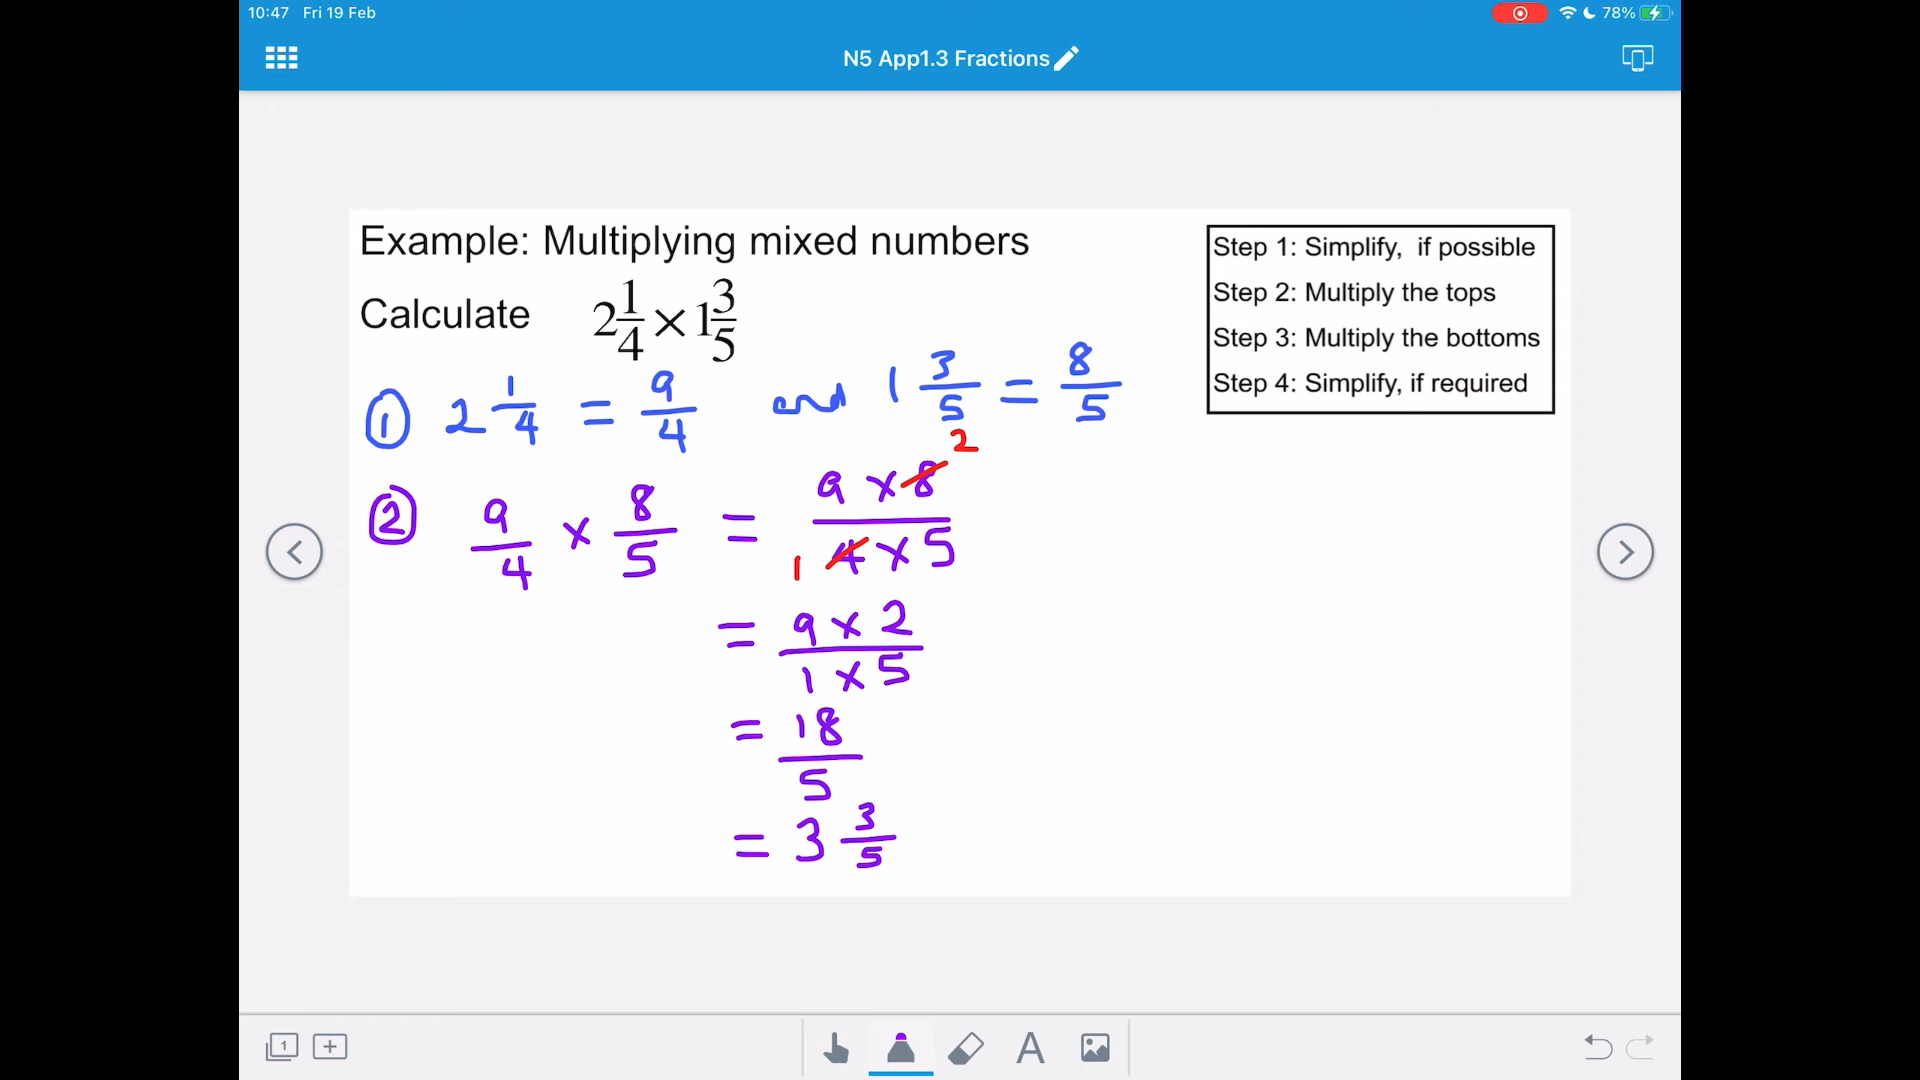 10:47 Fri 19 Feb 78%
N5 App1.3 Fractions
Example: Multiplying mixed numbers
Calculate 2 1/4 × 1 3/5
Step 1: Simplify, if possible
Step 2: Multiply the tops
Step 3: Multiply the bottoms
Step 4: Simplify, if required
① 2 1/4 = 9/4 and 1 3/5 = 8/5
② 9/4 × 8/5 = 9 × 8 2 / 1 4 × 5
= 9 × 2 / 1 × 5
= 18/5
= 3 3/5
1 A